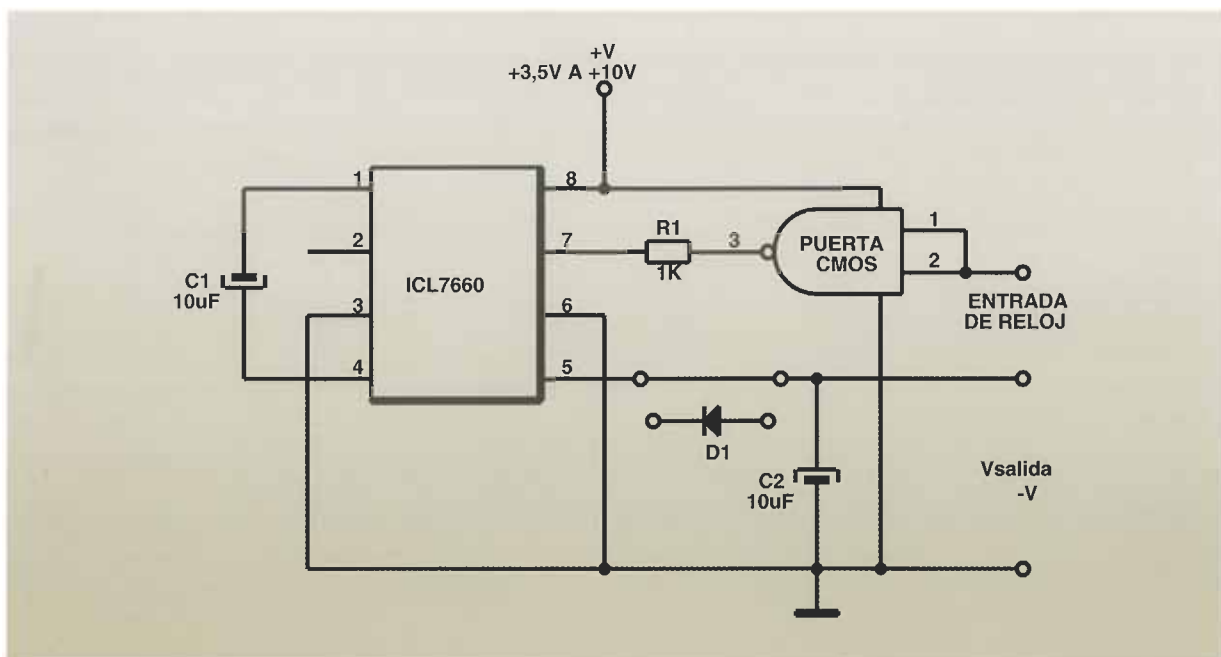 +V
+3,5V A +10V
1
8
2
7
R1
1K
3
PUERTA
CMOS
1
2
ICL7660
C1
10uF
3
6
ENTRADA
DE RELOJ
4
5
D1
C2
10uF
Vsalida
-V